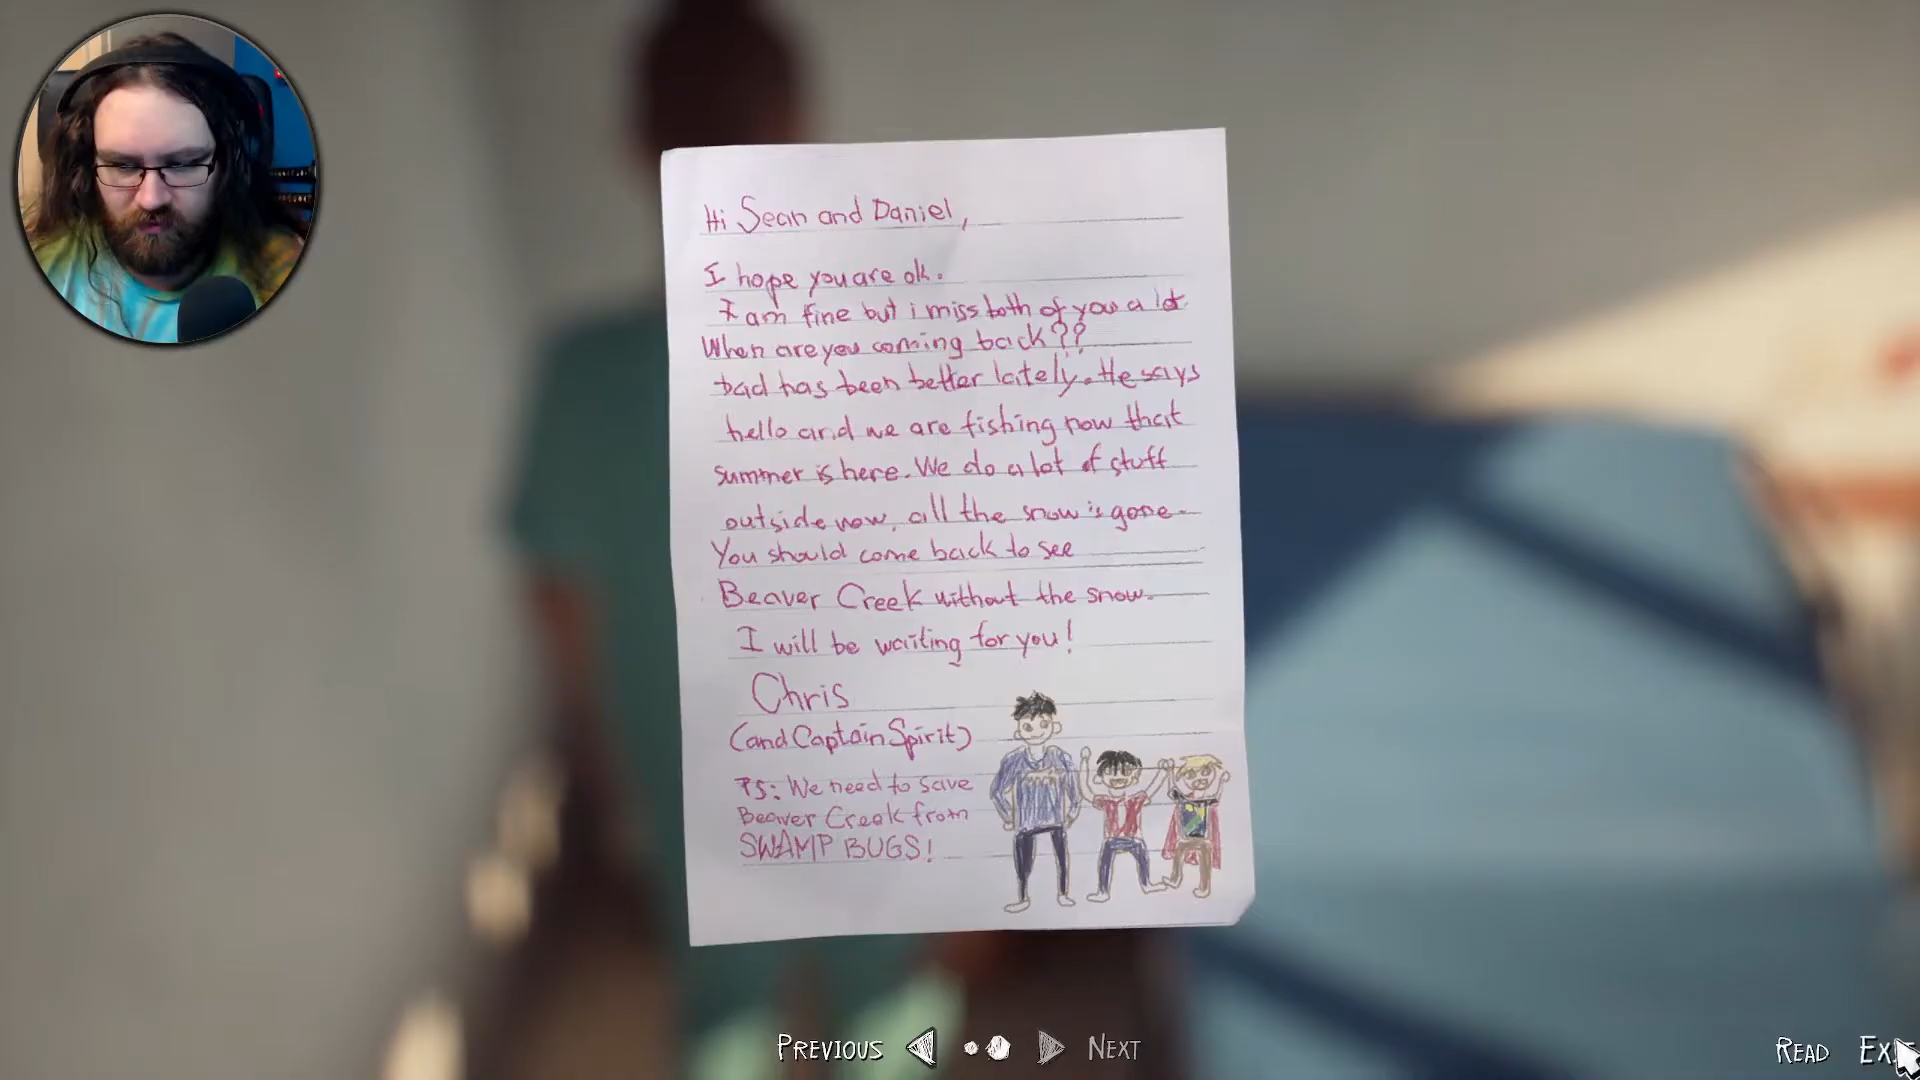 Hi Sean and Daniel,
I hope you are ok.
I am fine but i miss both of you a lot
When are you coming back??
Dad has been better lately. He says
hello and we are fishing now that
summer is here. We do a lot of stuff
outside now, all the snow is gone.
You should come back to see
Beaver Creek without the snow.
I will be waiting for you!
Chris
(and Captain Spirit)
PS: We need to save
Beaver Creek from
SWAMP BUGS!
PREVIOUS NEXT
READ